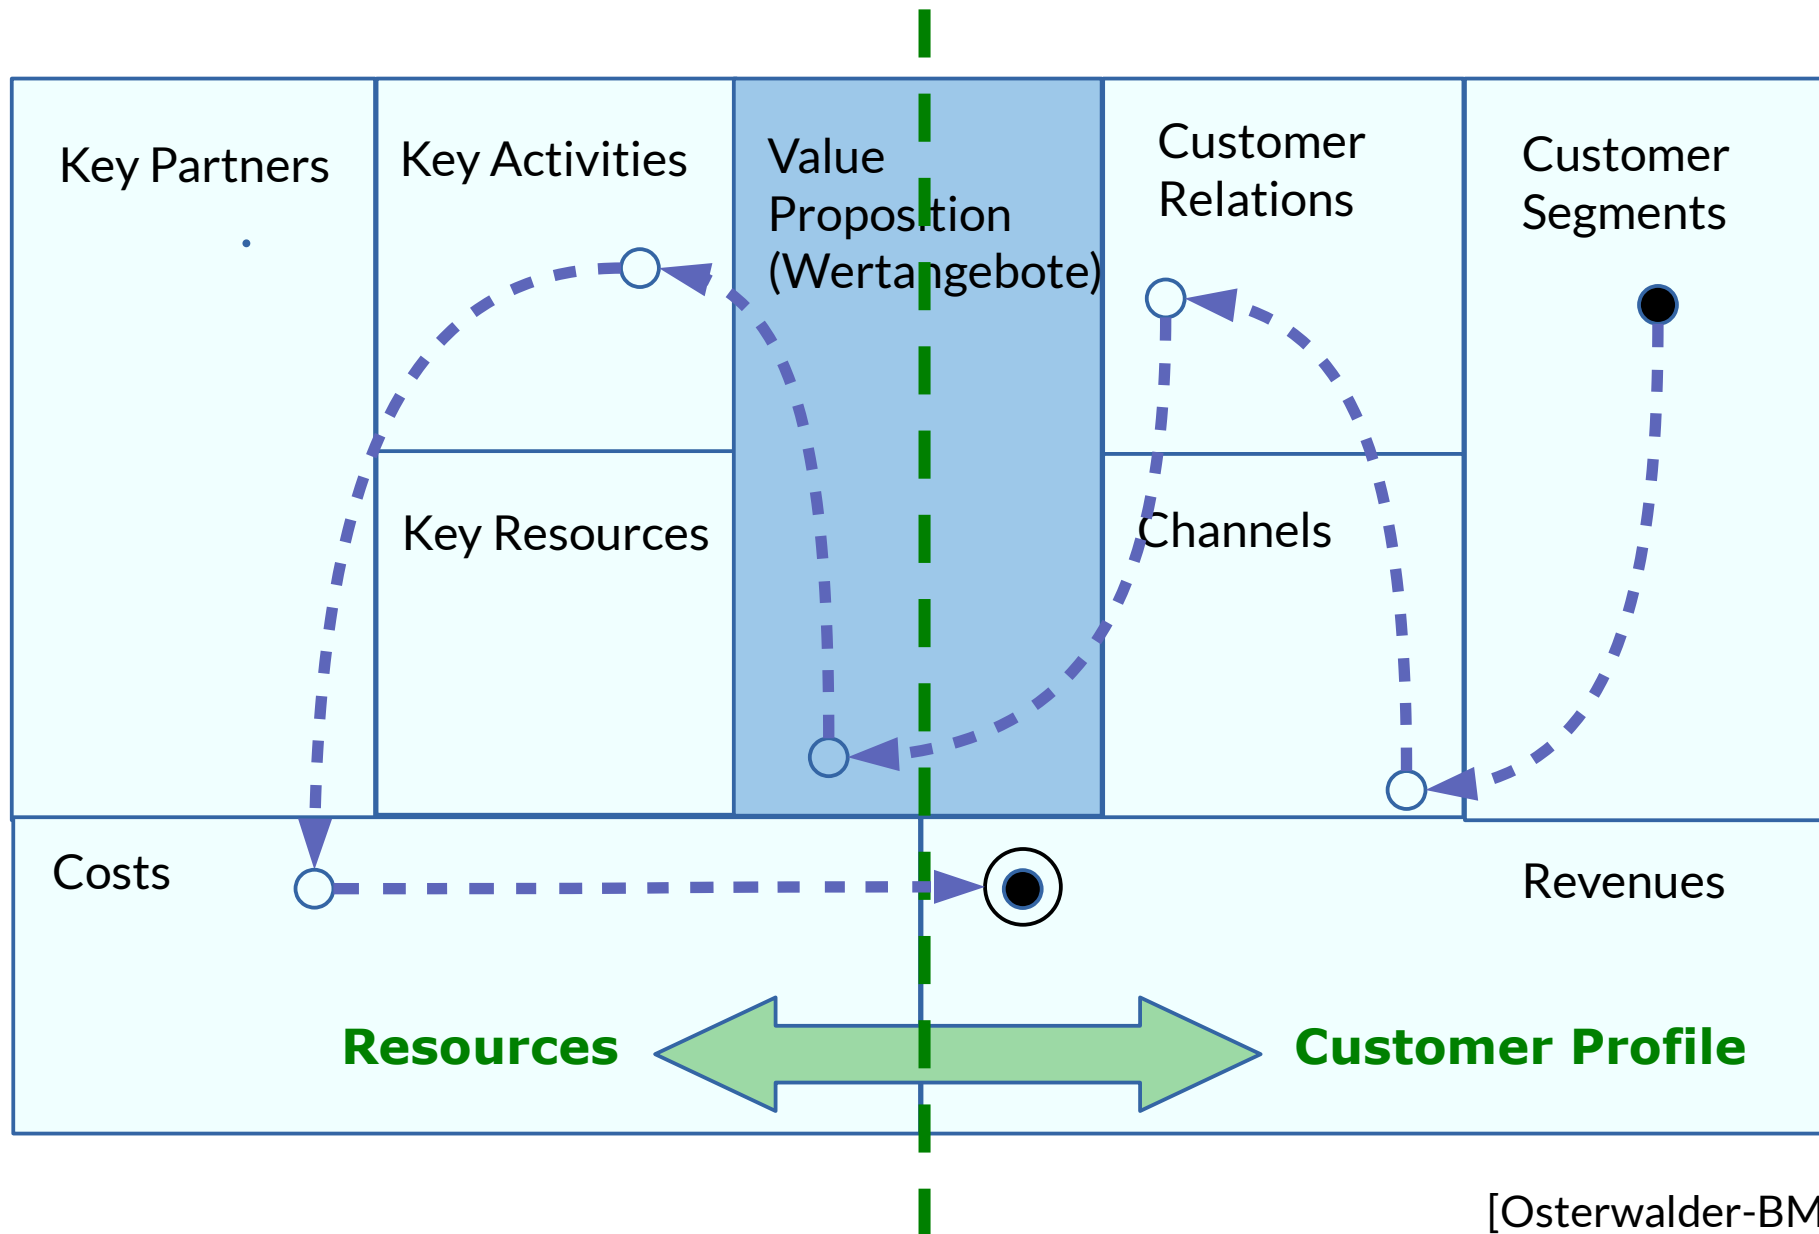 Key Partners
Key Activities
Value
Proposition
(Wertangebote)
Customer
Relations
Customer
Segments
Key Resources
Channels
Costs
Revenues
Resources
Customer Profile
[Osterwalder-BM